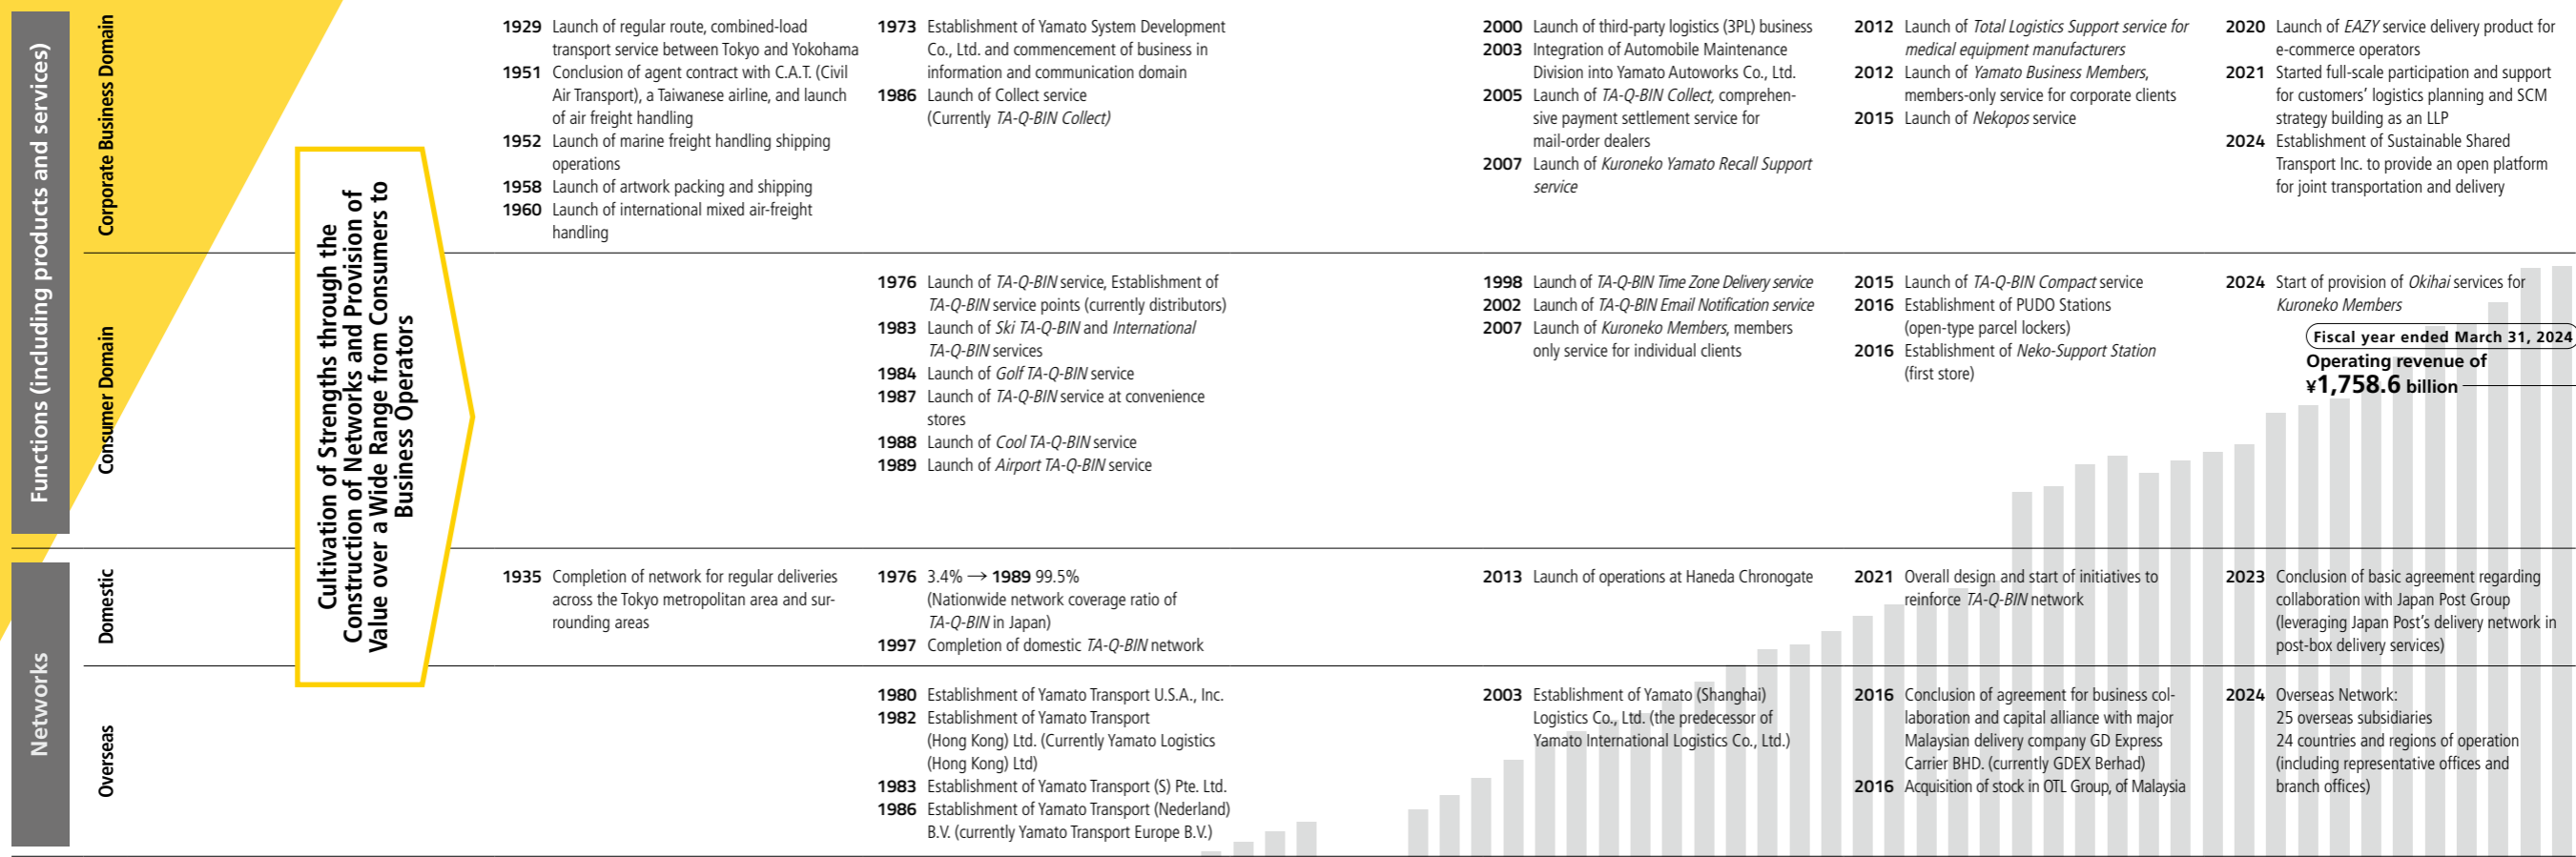 Functions (including products and services)
Corporate Business Domain
1929 Launch of regular route, combined-load
transport service between Tokyo and Yokohama
1951 Conclusion of agent contract with C.A.T. (Civil
Air Transport), a Taiwanese airline, and launch
of air freight handling
1952 Launch of marine freight handling shipping
operations
1958 Launch of artwork packing and shipping
1960 Launch of international mixed air-freight
handling
1973 Establishment of Yamato System Development
Co., Ltd. and commencement of business in
information and communication domain
1986 Launch of Collect service
(Currently TA-Q-BIN Collect)
2000 Launch of third-party logistics (3PL) business
2003 Integration of Automobile Maintenance
Division into Yamato Autoworks Co., Ltd.
2005 Launch of TA-Q-BIN Collect, comprehen-
sive payment settlement service for
mail-order dealers
2007 Launch of Kuroneko Yamato Recall Support
service
2012 Launch of Total Logistics Support service for
medical equipment manufacturers
2012 Launch of Yamato Business Members,
members-only service for corporate clients
2015 Launch of Nekopos service
2020 Launch of EAZY service delivery product for
e-commerce operators
2021 Started full-scale participation and support
for customers' logistics planning and SCM
strategy building as an LLP
2024 Establishment of Sustainable Shared
Transport Inc. to provide an open platform
for joint transportation and delivery
Cultivation of Strengths through the
Construction of Networks and Provision of
Value over a Wide Range from Consumers to
Business Operators
Consumer Domain
1976 Launch of TA-Q-BIN service, Establishment of
TA-Q-BIN service points (currently distributors)
1983 Launch of Ski TA-Q-BIN and International
TA-Q-BIN services
1984 Launch of Golf TA-Q-BIN service
1987 Launch of TA-Q-BIN service at convenience
stores
1988 Launch of Cool TA-Q-BIN service
1989 Launch of Airport TA-Q-BIN service
1998 Launch of TA-Q-BIN Time Zone Delivery service
2002 Launch of TA-Q-BIN Email Notification service
2007 Launch of Kuroneko Members, members
only service for individual clients
2015 Launch of TA-Q-BIN Compact service
2016 Establishment of PUDO Stations
(open-type parcel lockers)
2016 Establishment of Neko-Support Station
(first store)
2024 Start of provision of Okihai services for
Kuroneko Members
Fiscal year ended March 31, 2024
Operating revenue of
¥1,758.6 billion
Networks
Domestic
1935 Completion of network for regular deliveries
across the Tokyo metropolitan area and sur-
rounding areas
1976 3.4% → 1989 99.5%
(Nationwide network coverage ratio of
TA-Q-BIN in Japan)
1997 Completion of domestic TA-Q-BIN network
2013 Launch of operations at Haneda Chronogate
2021 Overall design and start of initiatives to
reinforce TA-Q-BIN network
2023 Conclusion of basic agreement regarding
collaboration with Japan Post Group
(leveraging Japan Post's delivery network in
post-box delivery services)
Overseas
1980 Establishment of Yamato Transport U.S.A., Inc.
1982 Establishment of Yamato Transport
(Hong Kong) Ltd. (Currently Yamato Logistics
(Hong Kong) Ltd)
1983 Establishment of Yamato Transport (S) Pte. Ltd.
1986 Establishment of Yamato Transport (Nederland)
B.V. (currently Yamato Transport Europe B.V.)
2003 Establishment of Yamato (Shanghai)
Logistics Co., Ltd. (the predecessor of
Yamato International Logistics Co., Ltd.)
2016 Conclusion of agreement for business col-
laboration and capital alliance with major
Malaysian delivery company GD Express
Carrier BHD. (currently GDEX Berhad)
2016 Acquisition of stock in OTL Group, of Malaysia
2024 Overseas Network:
25 overseas subsidiaries
24 countries and regions of operation
(including representative offices and
branch offices)